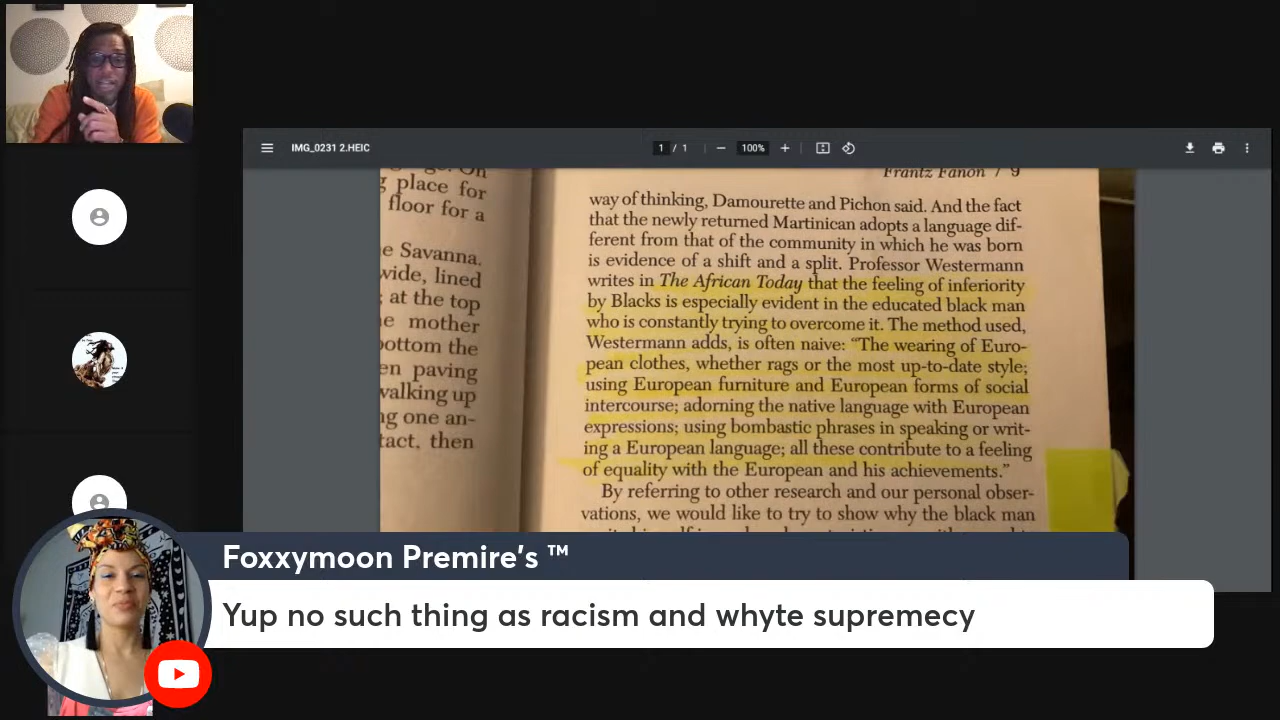 IMG_0231 2.HEIC
1 / 1
100%
Frantz Fanon / 9
place for
floor for a
e Savanna.
wide, lined
; at the top
e mother
ottom the
en paving
walking up
ng one an-
tact, then
way of thinking, Damourette and Pichon said. And the fact
that the newly returned Martinican adopts a language dif-
ferent from that of the community in which he was born
is evidence of a shift and a split. Professor Westermann
writes in The African Today that the feeling of inferiority
by Blacks is especially evident in the educated black man
who is constantly trying to overcome it. The method used,
Westermann adds, is often naive: “The wearing of Euro-
pean clothes, whether rags or the most up-to-date style;
using European furniture and European forms of social
intercourse; adorning the native language with European
expressions; using bombastic phrases in speaking or writ-
ing a European language; all these contribute to a feeling
of equality with the European and his achievements.”
By referring to other research and our personal obser-
vations, we would like to try to show why the black man
Foxxymoon Premire's ™
Yup no such thing as racism and whyte supremecy